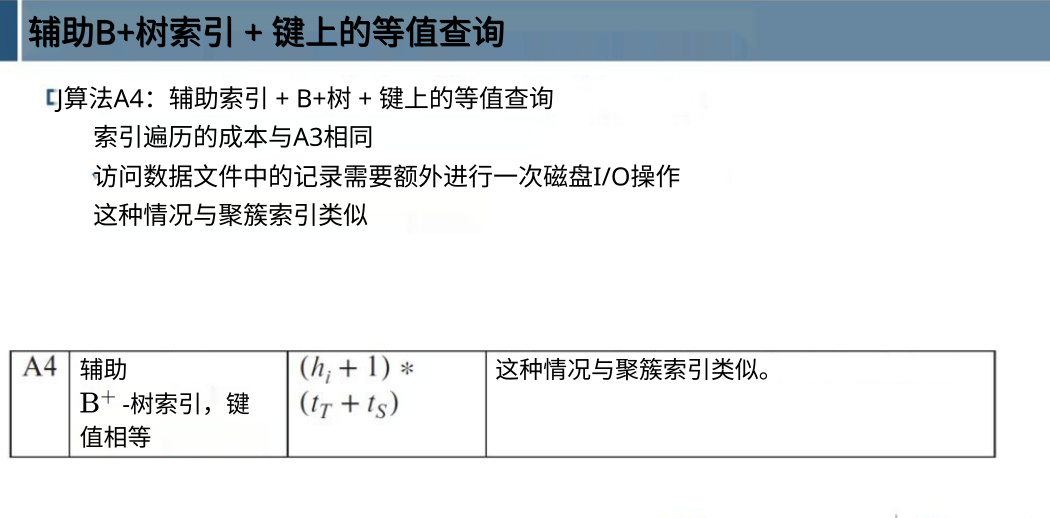 辅助B+树索引 + 键上的等值查询
算法A4：辅助索引 + B+树 + 键上的等值查询
索引遍历的成本与A3相同
访问数据文件中的记录需要额外进行一次磁盘I/O操作
这种情况与聚簇索引类似
A4
辅助
B⁺ -树索引，键
值相等
(hᵢ + 1) *
(t_T + t_S)
这种情况与聚簇索引类似。